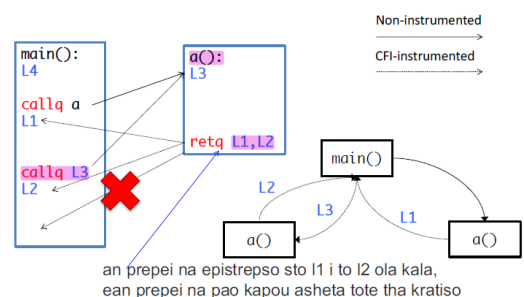 Non-instrumented
CFI-instrumented
main():
L4
callq a
L1
callq L3
L2
a():
L3
retq L1,L2
main()
L2
L3
L1
a()
a()
an prepei na epistrepso sto l1 i to l2 ola kala,
ean prepei na pao kapou asheta tote tha kratiso